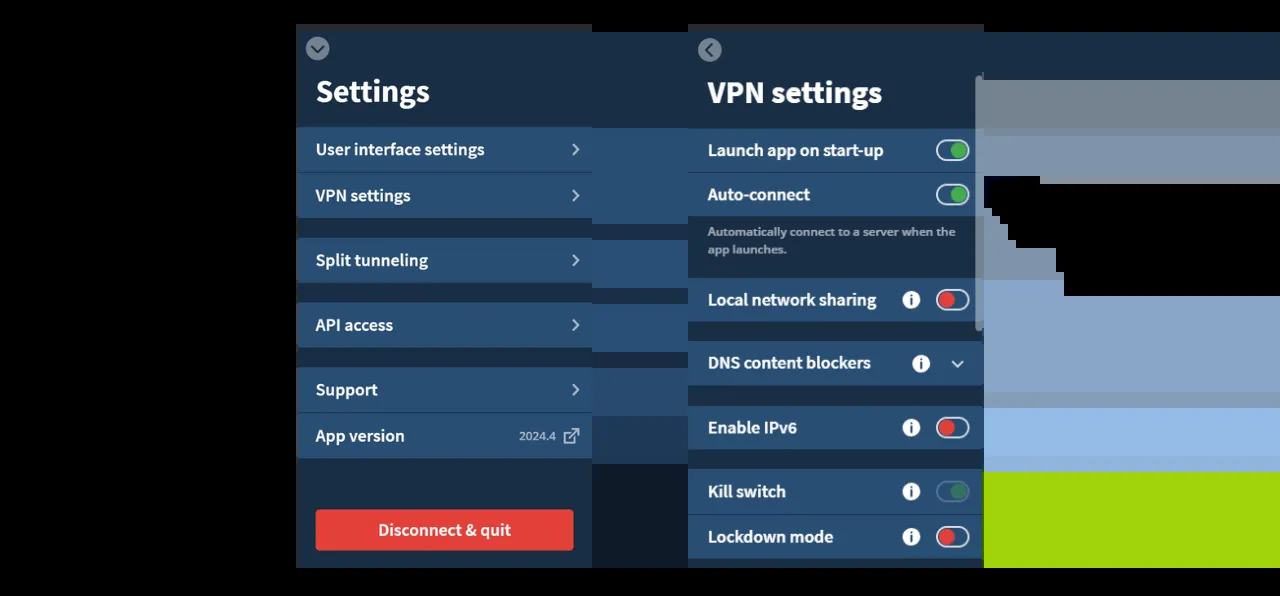 Settings
User interface settings
VPN settings
Split tunneling
API access
Support
App version 2024.4
Disconnect & quit
VPN settings
Launch app on start-up
Auto-connect
Automatically connect to a server when the
app launches.
Local network sharing
DNS content blockers
Enable IPv6
Kill switch
Lockdown mode